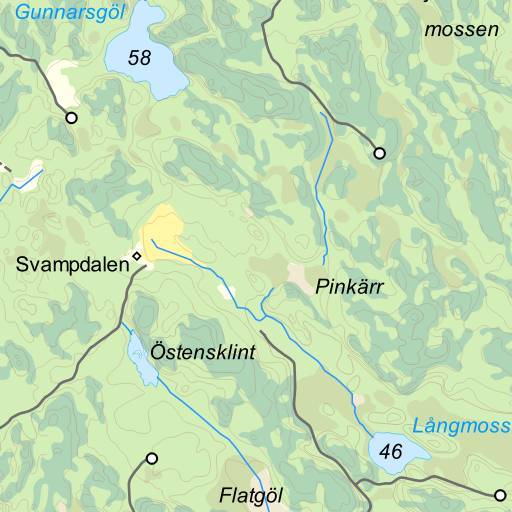 Gunnarsgöl
58
mossen
Svampdalen
Pinkärr
Östensklint
Långmoss
46
Flatgöl